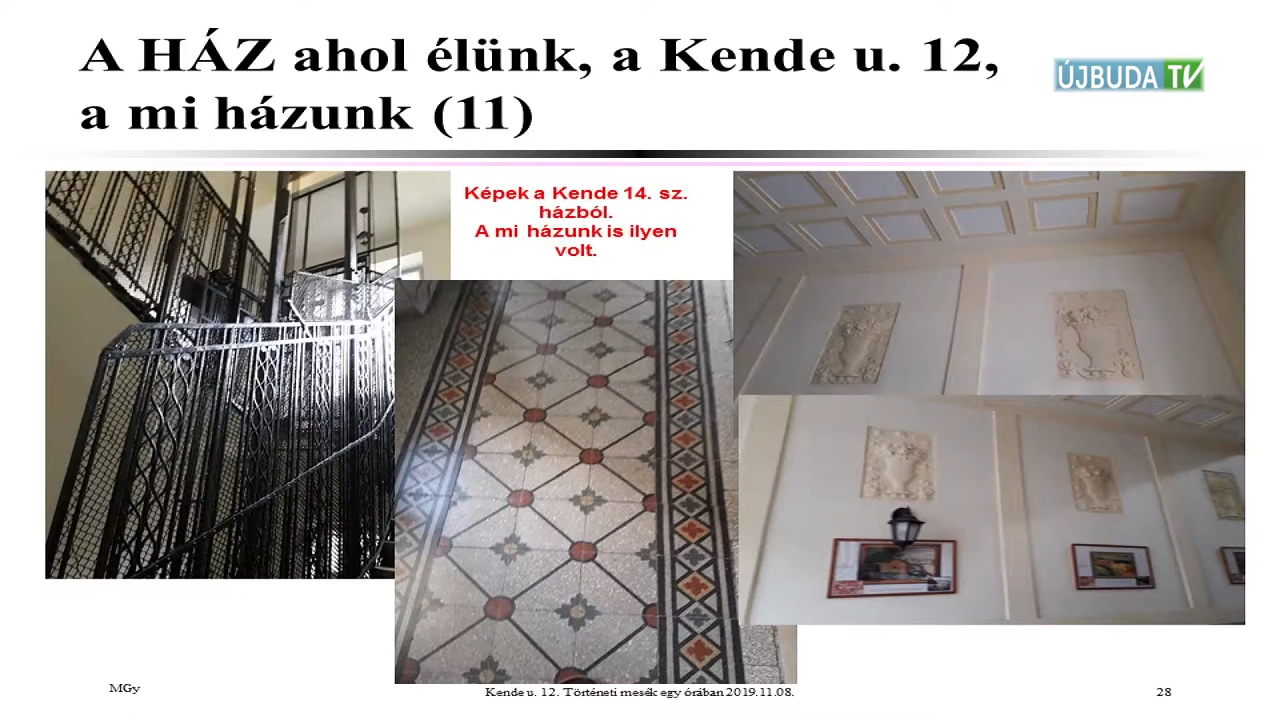 A HÁZ ahol élünk, a Kende u. 12,
a mi házunk (11)
ÚJBUDA TV
Képek a Kende 14. sz.
házból.
A mi házunk is ilyen
volt.
MGy
Kende u. 12. Történeti mesék egy órában 2019.11.08.
28